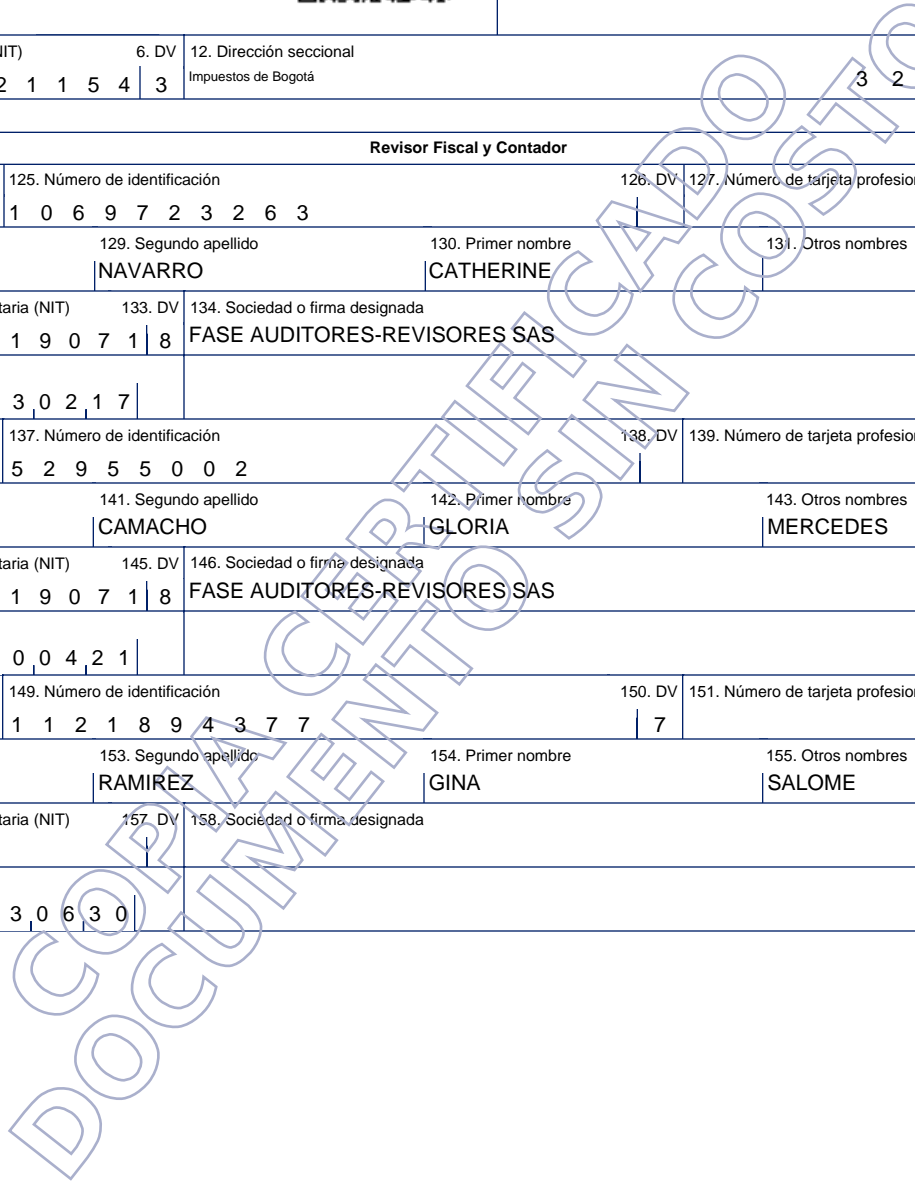 NIT) 6. DV 12. Dirección seccional
2 1 1 5 4 3 Impuestos de Bogotá 3 2
Revisor Fiscal y Contador
125. Número de identificación 126. DV 127. Número de tarjeta profesion
1 0 6 9 7 2 3 2 6 3
129. Segundo apellido 130. Primer nombre 131. Otros nombres
NAVARRO CATHERINE
taria (NIT) 133. DV 134. Sociedad o firma designada
1 9 0 7 1 8 FASE AUDITORES-REVISORES SAS
3 0 2 1 7
137. Número de identificación 138. DV 139. Número de tarjeta profesion
5 2 9 5 5 0 0 2
141. Segundo apellido 142. Primer nombre 143. Otros nombres
CAMACHO GLORIA MERCEDES
taria (NIT) 145. DV 146. Sociedad o firma designada
1 9 0 7 1 8 FASE AUDITORES-REVISORES SAS
0 0 4 2 1
149. Número de identificación 150. DV 151. Número de tarjeta profesion
1 1 2 1 8 9 4 3 7 7 7
153. Segundo apellido 154. Primer nombre 155. Otros nombres
RAMIREZ GINA SALOME
taria (NIT) 157. DV 158. Sociedad o firma designada
3 0 6 3 0
COPIA CERTIFICADO
DOCUMENTO SIN COSTO